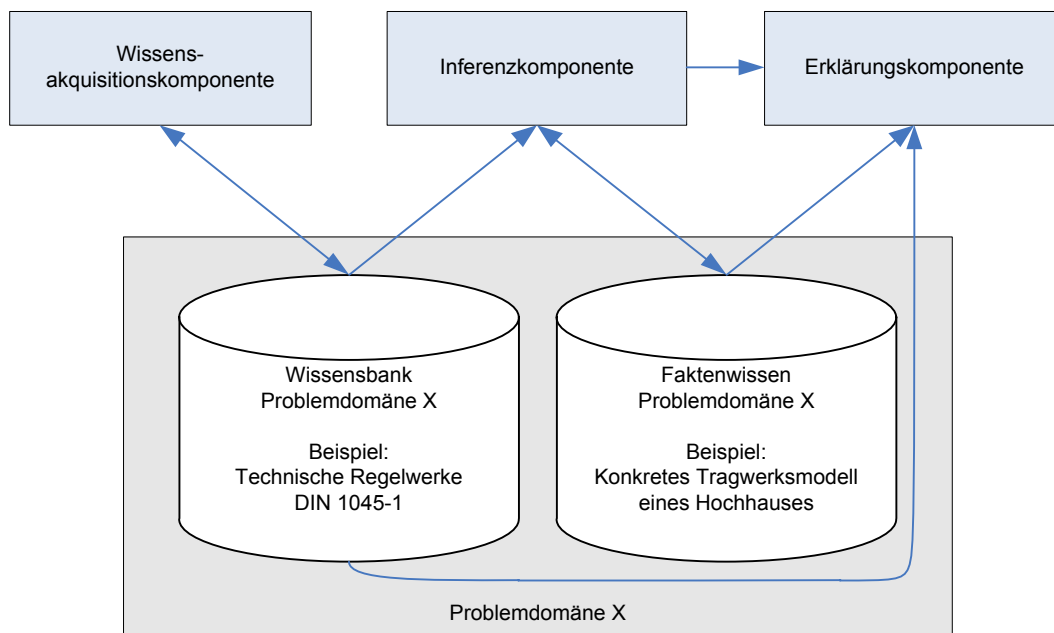 Wissens-
akquisitionskomponente
Inferenzkomponente
Erklärungskomponente
Wissensbank
Problemdomäne X
Beispiel:
Technische Regelwerke
DIN 1045-1
Faktenwissen
Problemdomäne X
Beispiel:
Konkretes Tragwerksmodell
eines Hochhauses
Problemdomäne X